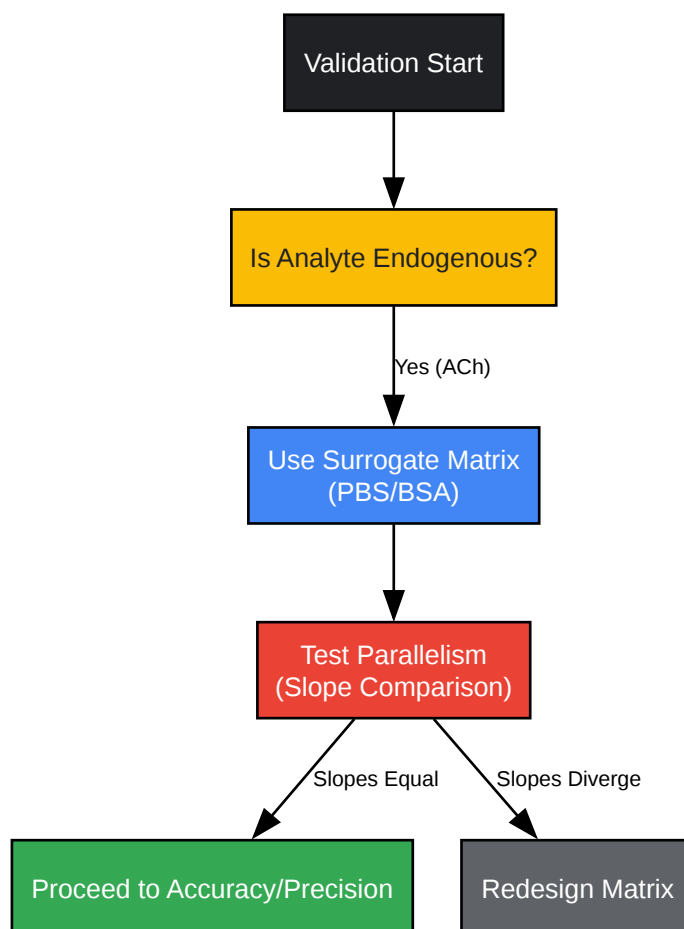 Validation Start
Is Analyte Endogenous?
Yes (ACh)
Use Surrogate Matrix
(PBS/BSA)
Test Parallelism
(Slope Comparison)
Slopes Equal
Slopes Diverge
Proceed to Accuracy/Precision
Redesign Matrix